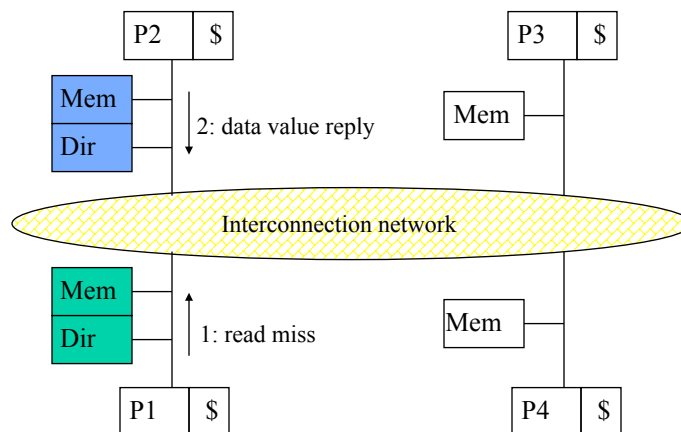 P2 $
P3 $
Mem
Dir
2: data value reply
Mem
Interconnection network
Mem
Dir
1: read miss
Mem
P1 $
P4 $